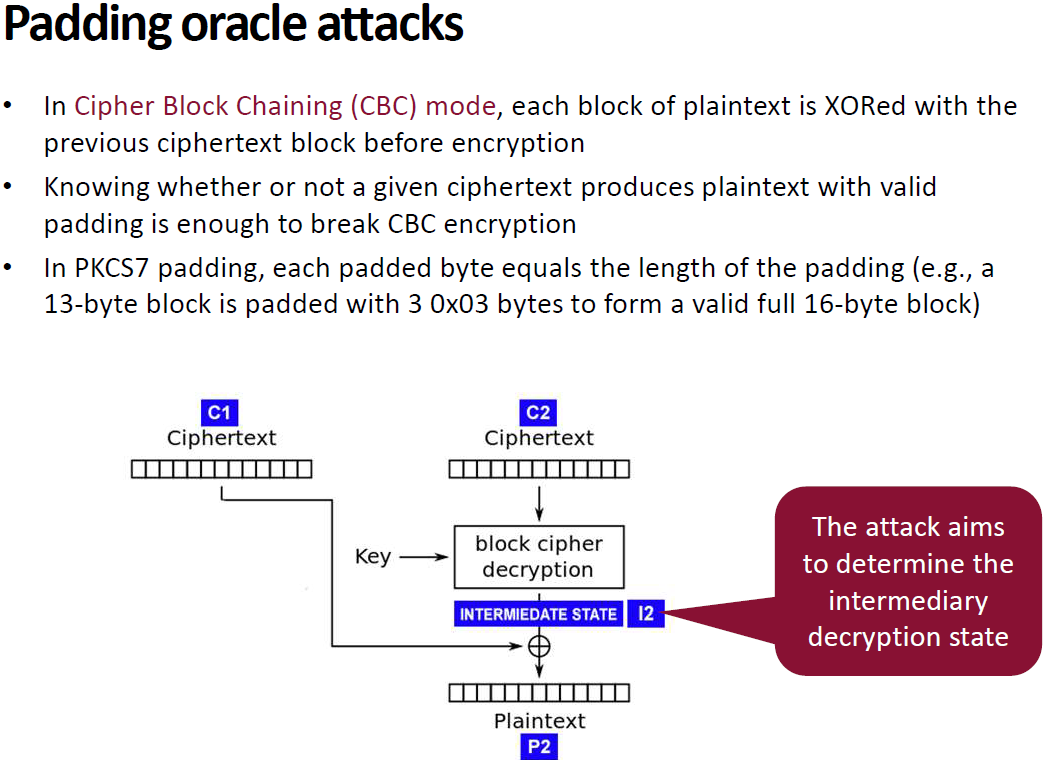 Padding oracle attacks
• In Cipher Block Chaining (CBC) mode, each block of plaintext is XORed with the
previous ciphertext block before encryption
• Knowing whether or not a given ciphertext produces plaintext with valid
padding is enough to break CBC encryption
• In PKCS7 padding, each padded byte equals the length of the padding (e.g., a
13-byte block is padded with 3 0x03 bytes to form a valid full 16-byte block)
C1
Ciphertext
C2
Ciphertext
Key
block cipher
decryption
INTERMIEDATE STATE
I2
Plaintext
P2
The attack aims
to determine the
intermediary
decryption state